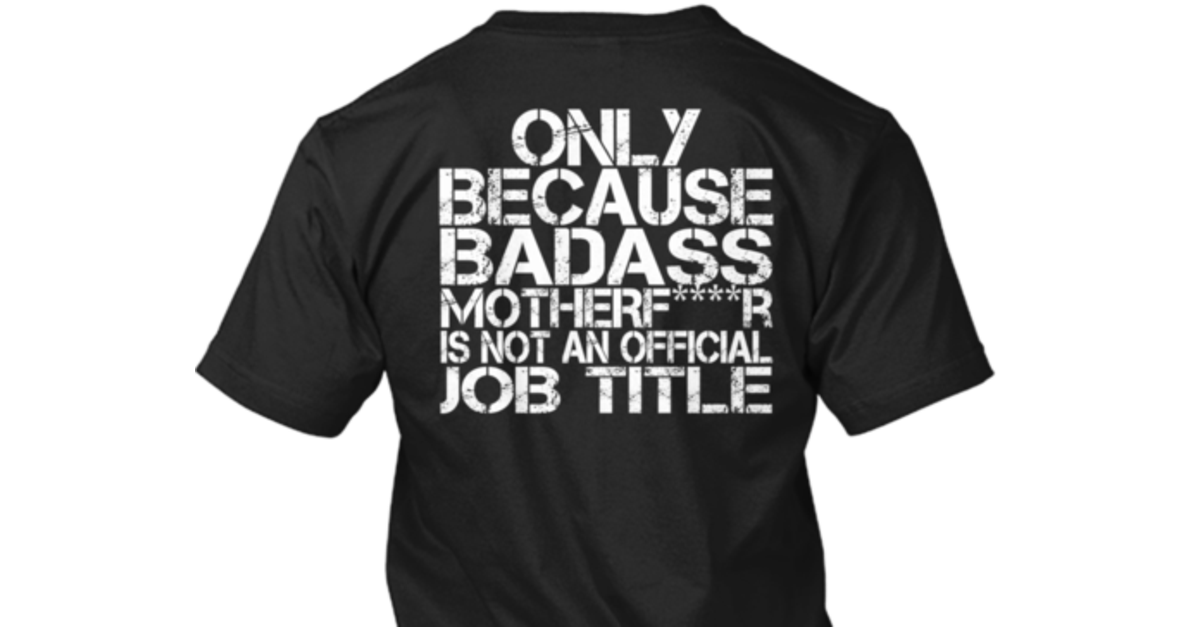 ONLY
BECAUSE
BADASS
MOTHERF****R
IS NOT AN OFFICIAL
JOB TITLE